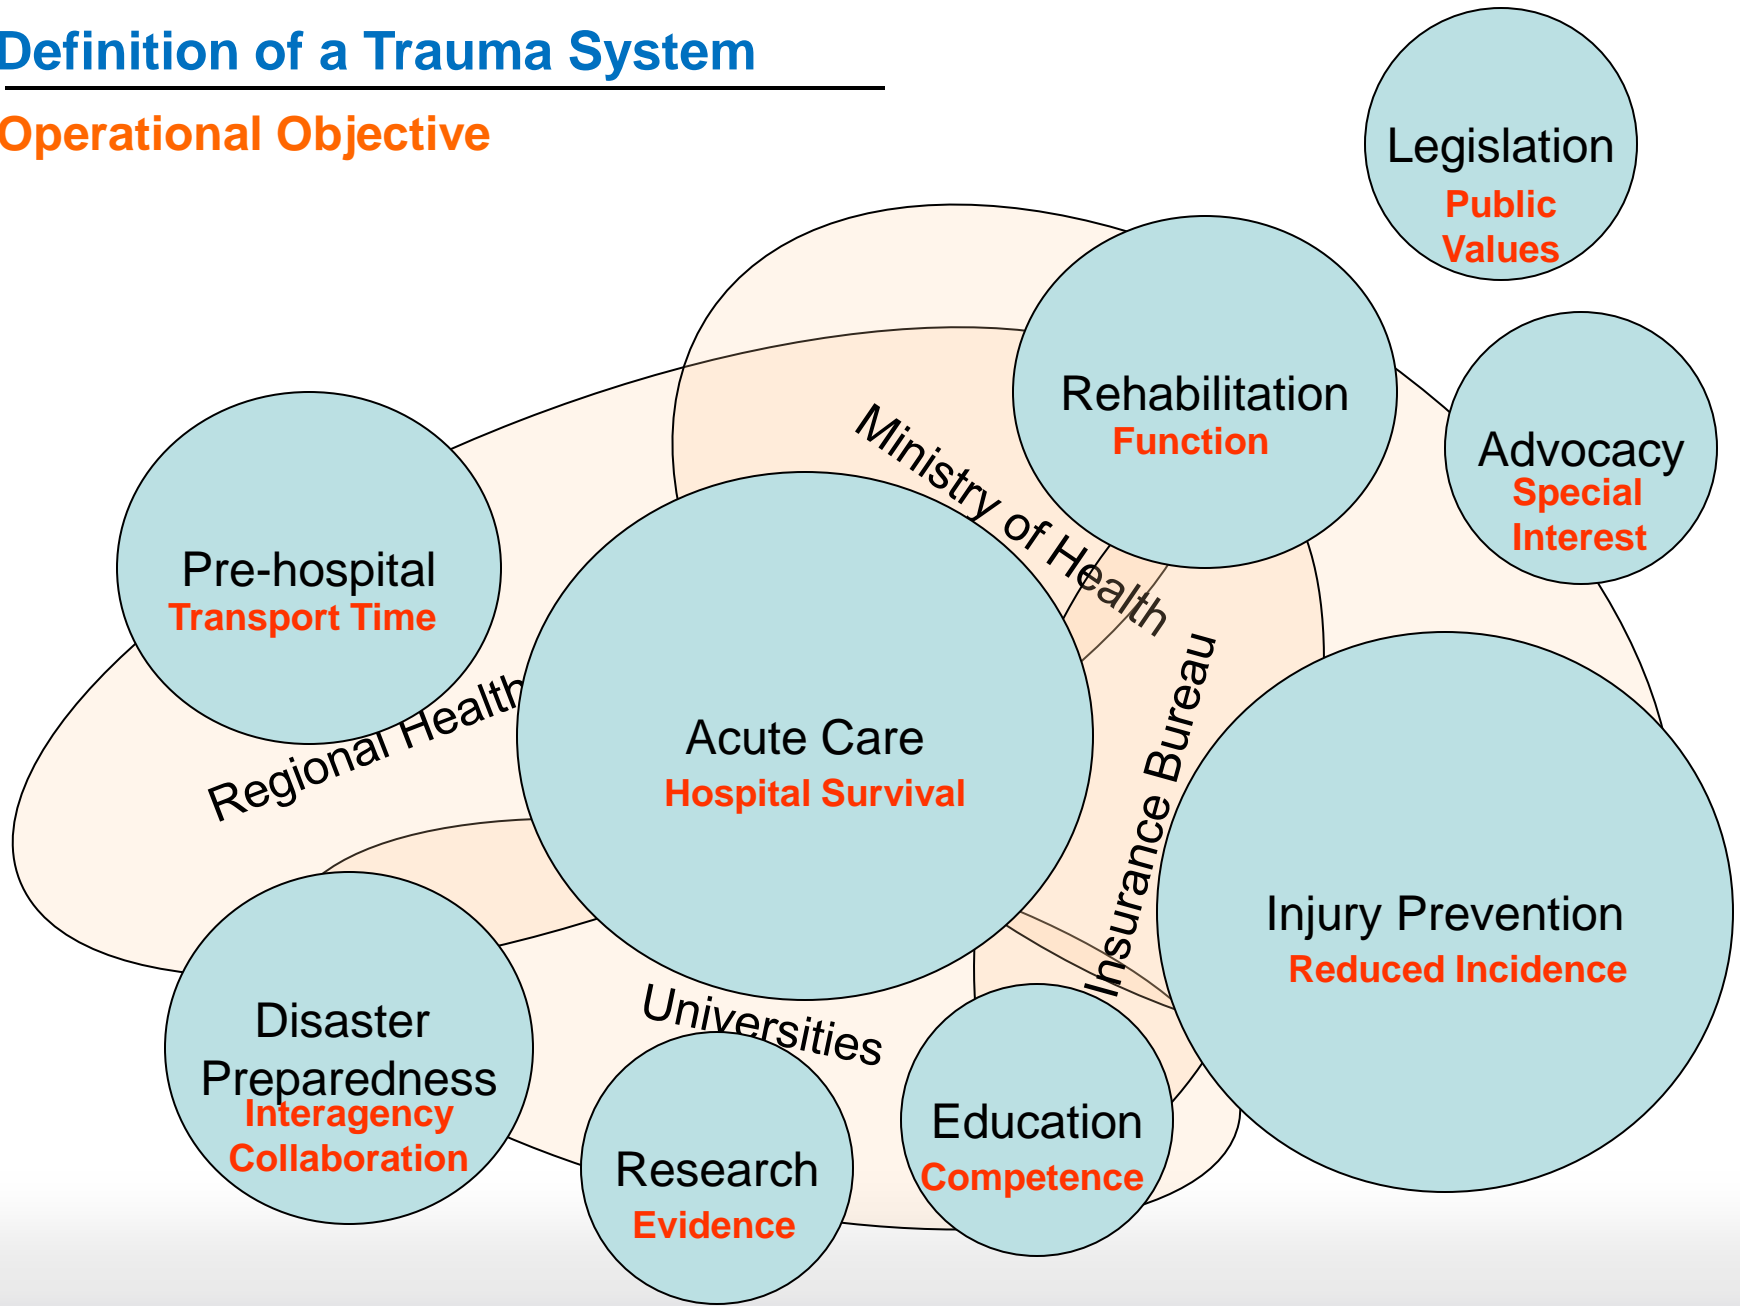 Definition of a Trauma System
Operational Objective
Legislation
Public
Values
Rehabilitation
Function
Advocacy
Special
Interest
Ministry of Health
Pre-hospital
Transport Time
Regional Health
Acute Care
Hospital Survival
Insurance Bureau
Injury Prevention
Reduced Incidence
Disaster
Preparedness
Interagency
Collaboration
Universities
Research
Evidence
Education
Competence